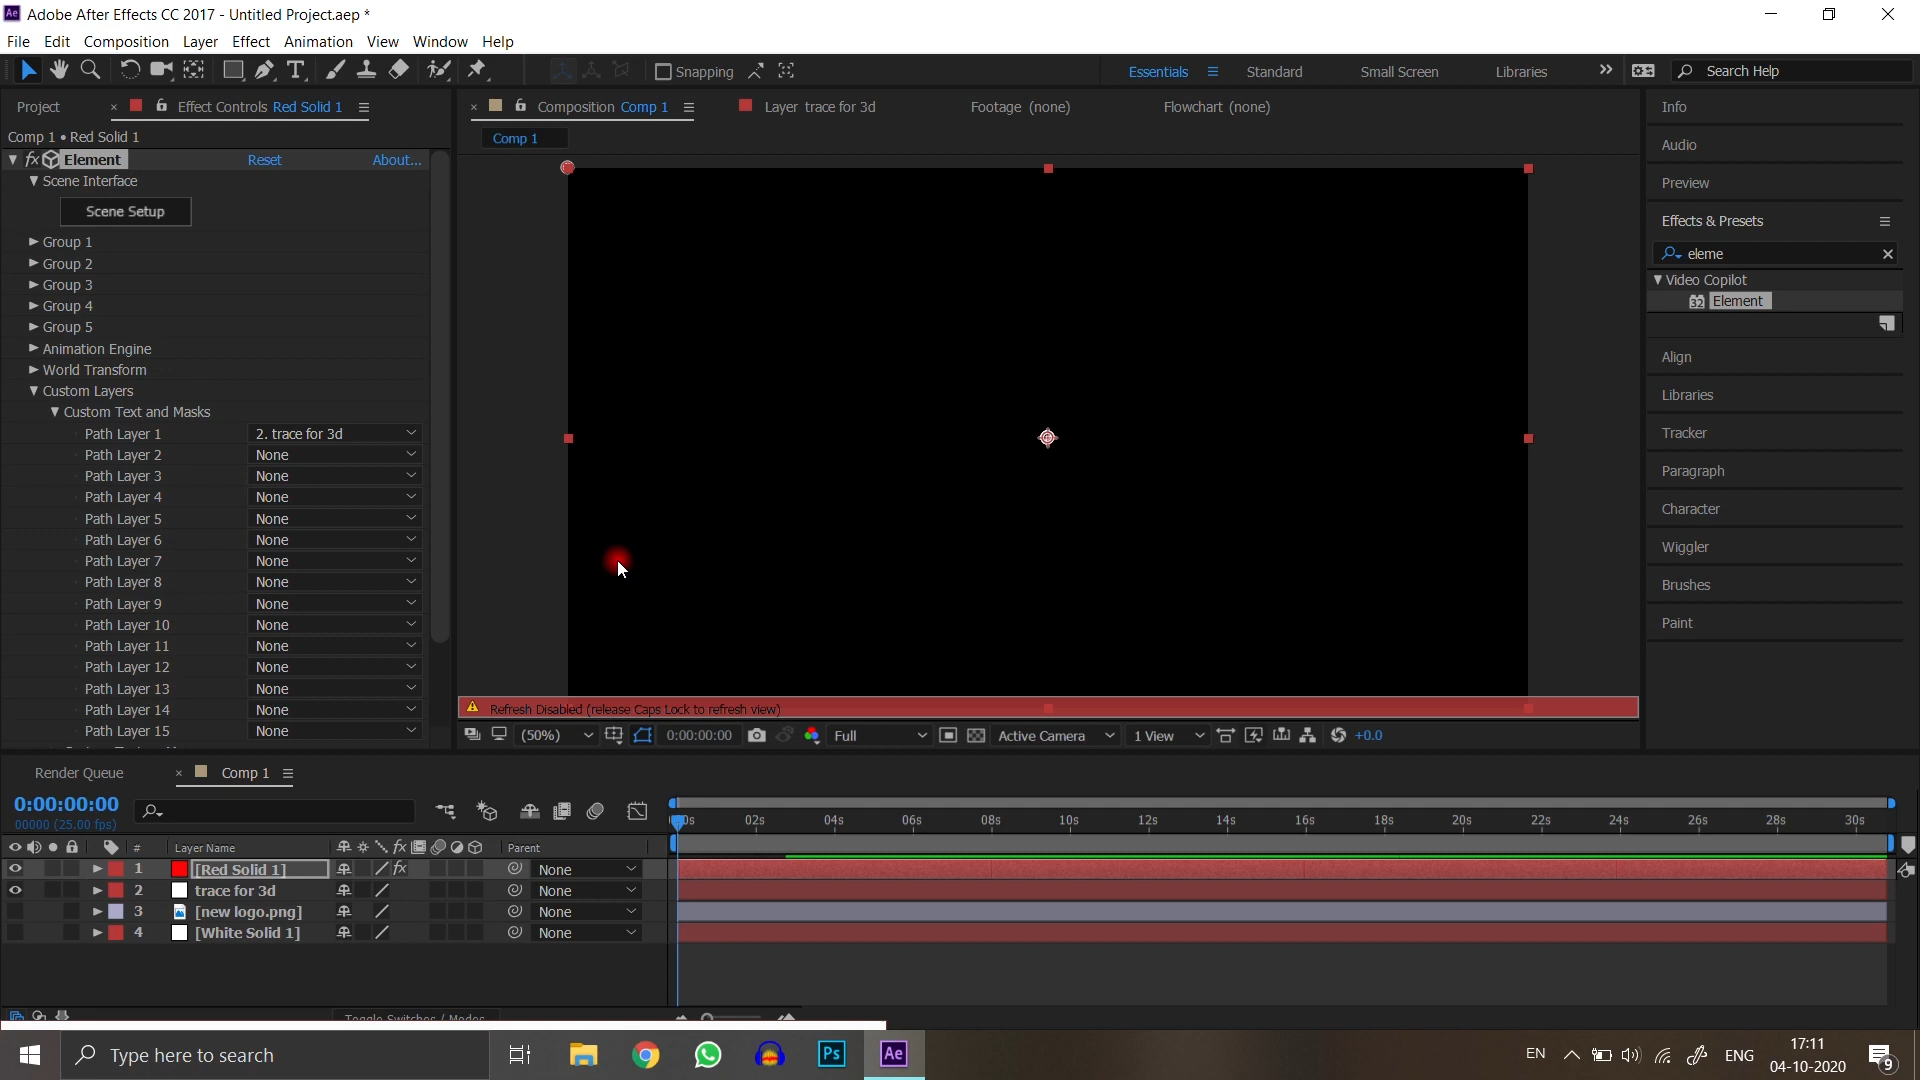 Adobe After Effects CC 2017 - Untitled Project.aep *
File Edit Composition Layer Effect Animation View Window Help
Snapping
Essentials Standard Small Screen Libraries Search Help
Project Effect Controls Red Solid 1
Composition Comp 1 Layer trace for 3d Footage (none) Flowchart (none)
Comp 1 • Red Solid 1
Comp 1
fx Element Reset About...
Scene Interface
Scene Setup
Group 1
Group 2
Group 3
Group 4
Group 5
Animation Engine
World Transform
Custom Layers
Custom Text and Masks
Path Layer 1 2. trace for 3d
Path Layer 2 None
Path Layer 3 None
Path Layer 4 None
Path Layer 5 None
Path Layer 6 None
Path Layer 7 None
Path Layer 8 None
Path Layer 9 None
Path Layer 10 None
Path Layer 11 None
Path Layer 12 None
Path Layer 13 None
Path Layer 14 None
Path Layer 15 None
Refresh Disabled (release Caps Lock to refresh view)
(50%) 0:00:00:00 Full Active Camera 1 View +0.0
Info
Audio
Preview
Effects & Presets
eleme
Video Copilot
32 Element
Align
Libraries
Tracker
Paragraph
Character
Wiggler
Brushes
Paint
Render Queue Comp 1
0:00:00:00
00000 (25.00 fps)
02s 04s 06s 08s 10s 12s 14s 16s 18s 20s 22s 24s 26s 28s 30s
# Layer Name fx Parent
1 [Red Solid 1] fx None
2 trace for 3d None
3 [new logo.png] None
4 [White Solid 1] None
Toggle Switches / Modes
Type here to search
Ps Ae
EN ENG
17:11
04-10-2020
9